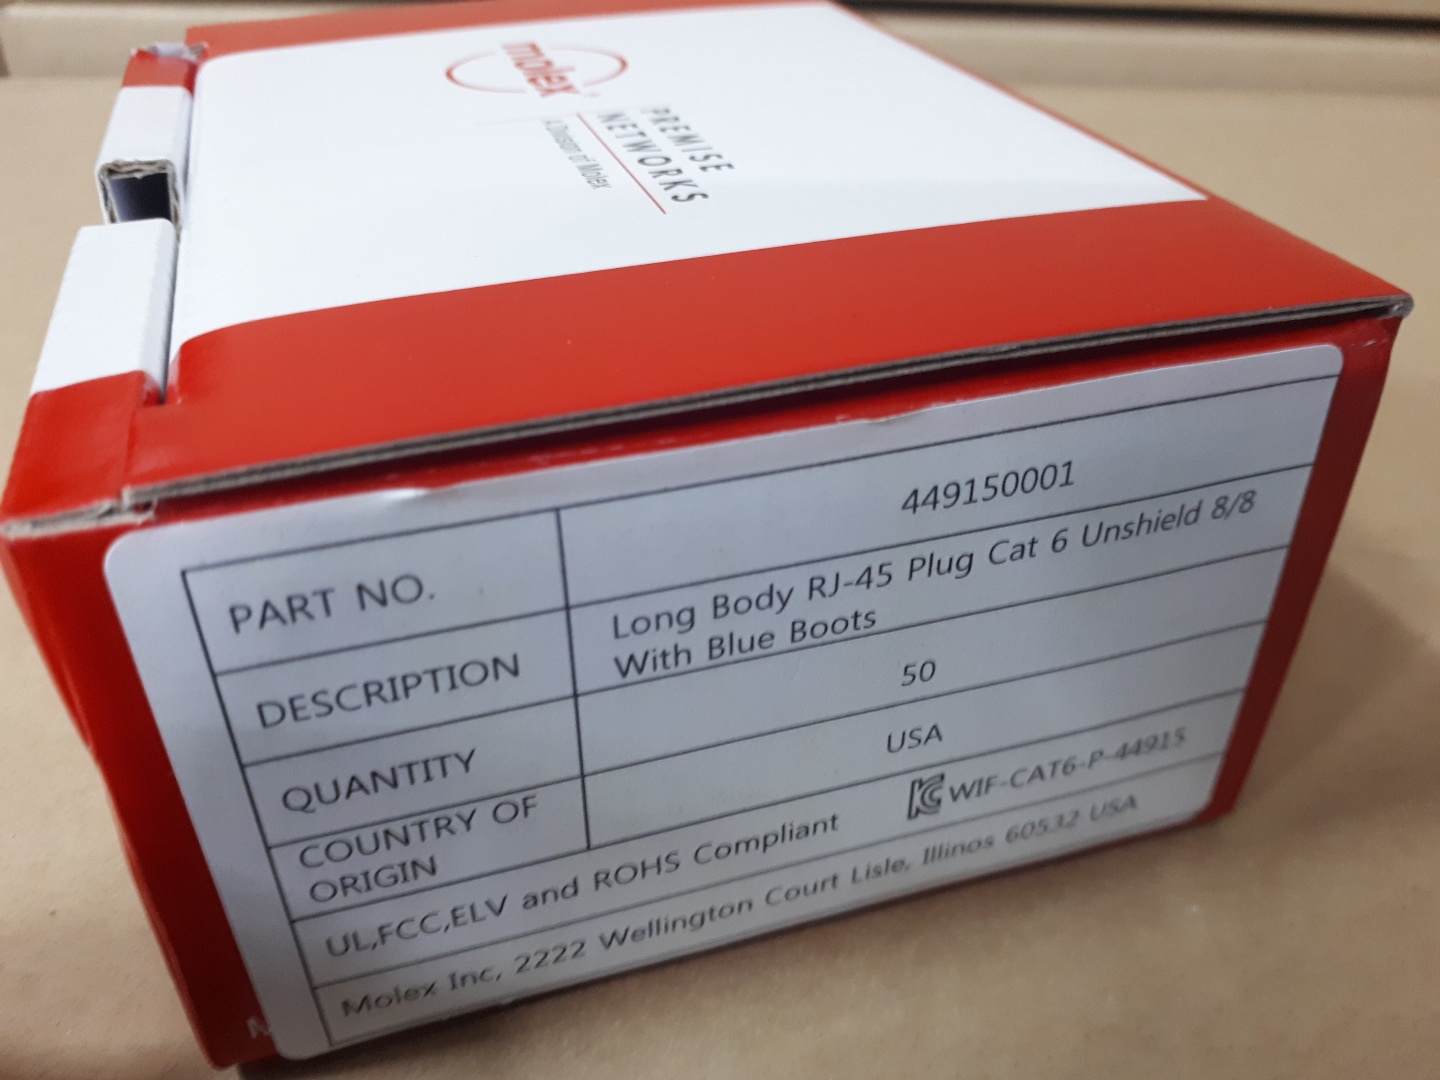 molex
PREMISE
NETWORKS
A Division of Molex
PART NO.
449150001
DESCRIPTION
Long Body RJ-45 Plug Cat 6 Unshield 8/8
With Blue Boots
QUANTITY
50
COUNTRY OF
ORIGIN
USA
UL,FCC,ELV and ROHS Compliant
WIF-CAT6-P-44915
Molex Inc, 2222 Wellington Court Lisle, Illinos 60532 USA